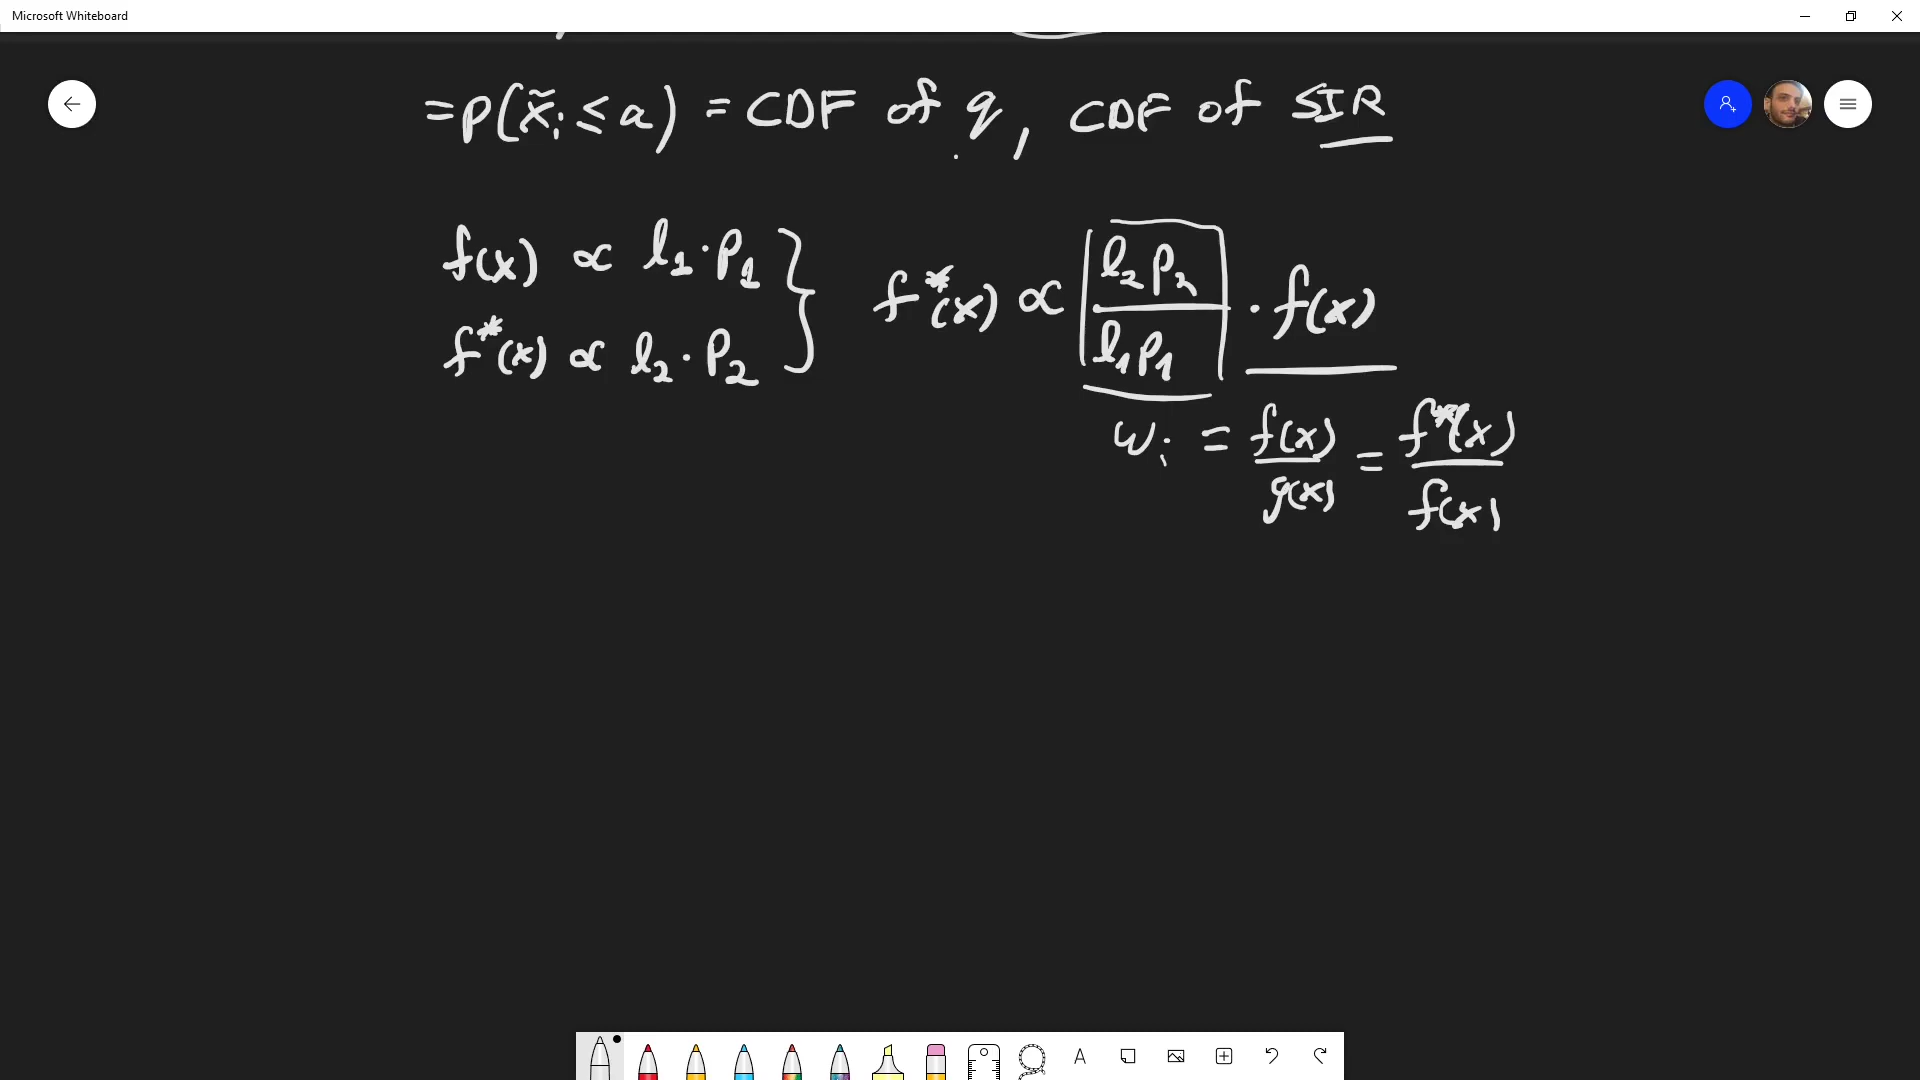 Microsoft Whiteboard
= p(x̃ᵢ ≤ a) = CDF of q, CDF of SIR
f(x) ∝ l₁ · p₁
f*(x) ∝ l₂ · p₂
f*(x) ∝ [l₂p₂ / l₁p₁] · f(x)
wᵢ = f(x) / g(x) = f*(x) / f(x)
A